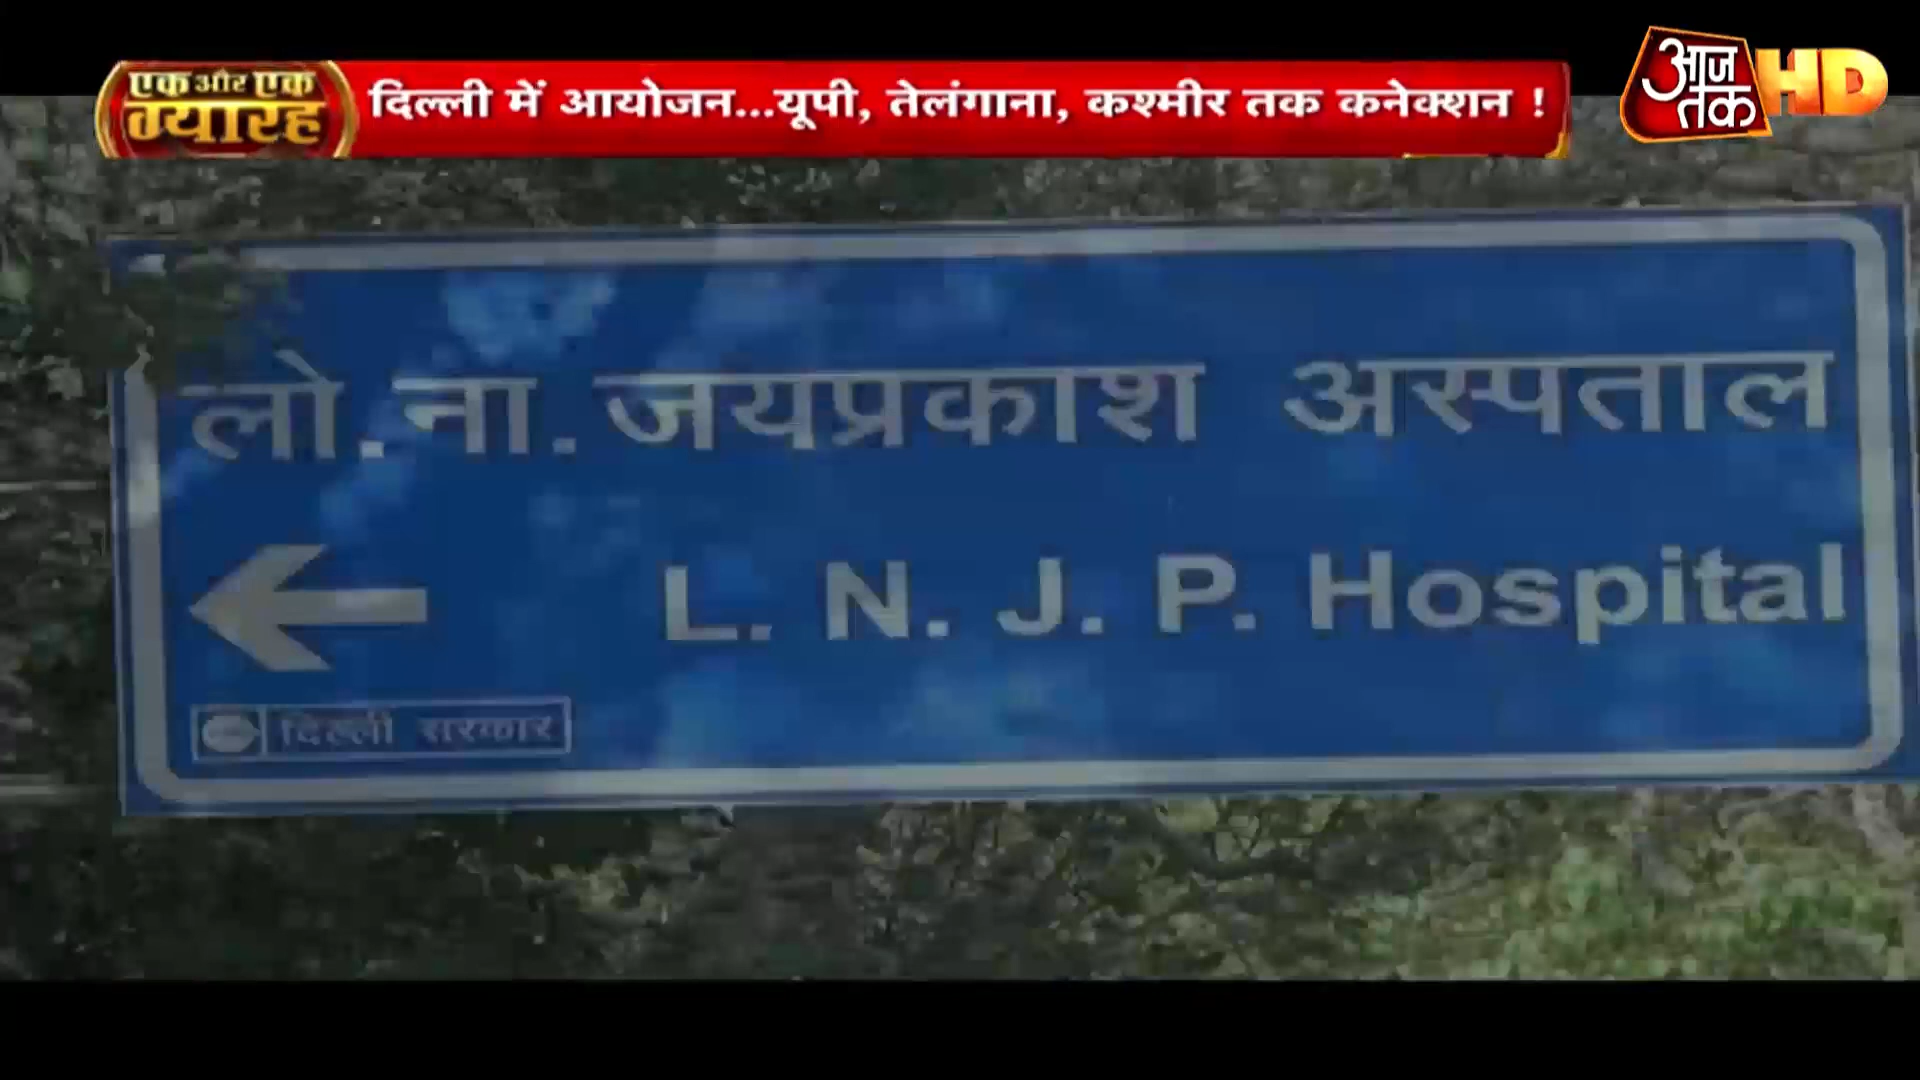 एक और एक
ग्यारह
दिल्ली में आयोजन...यूपी, तेलंगाना, कश्मीर तक कनेक्शन !
आज
तक
HD
लो. ना. जयप्रकाश अस्पताल
L. N. J. P. Hospital
दिल्ली सरकार